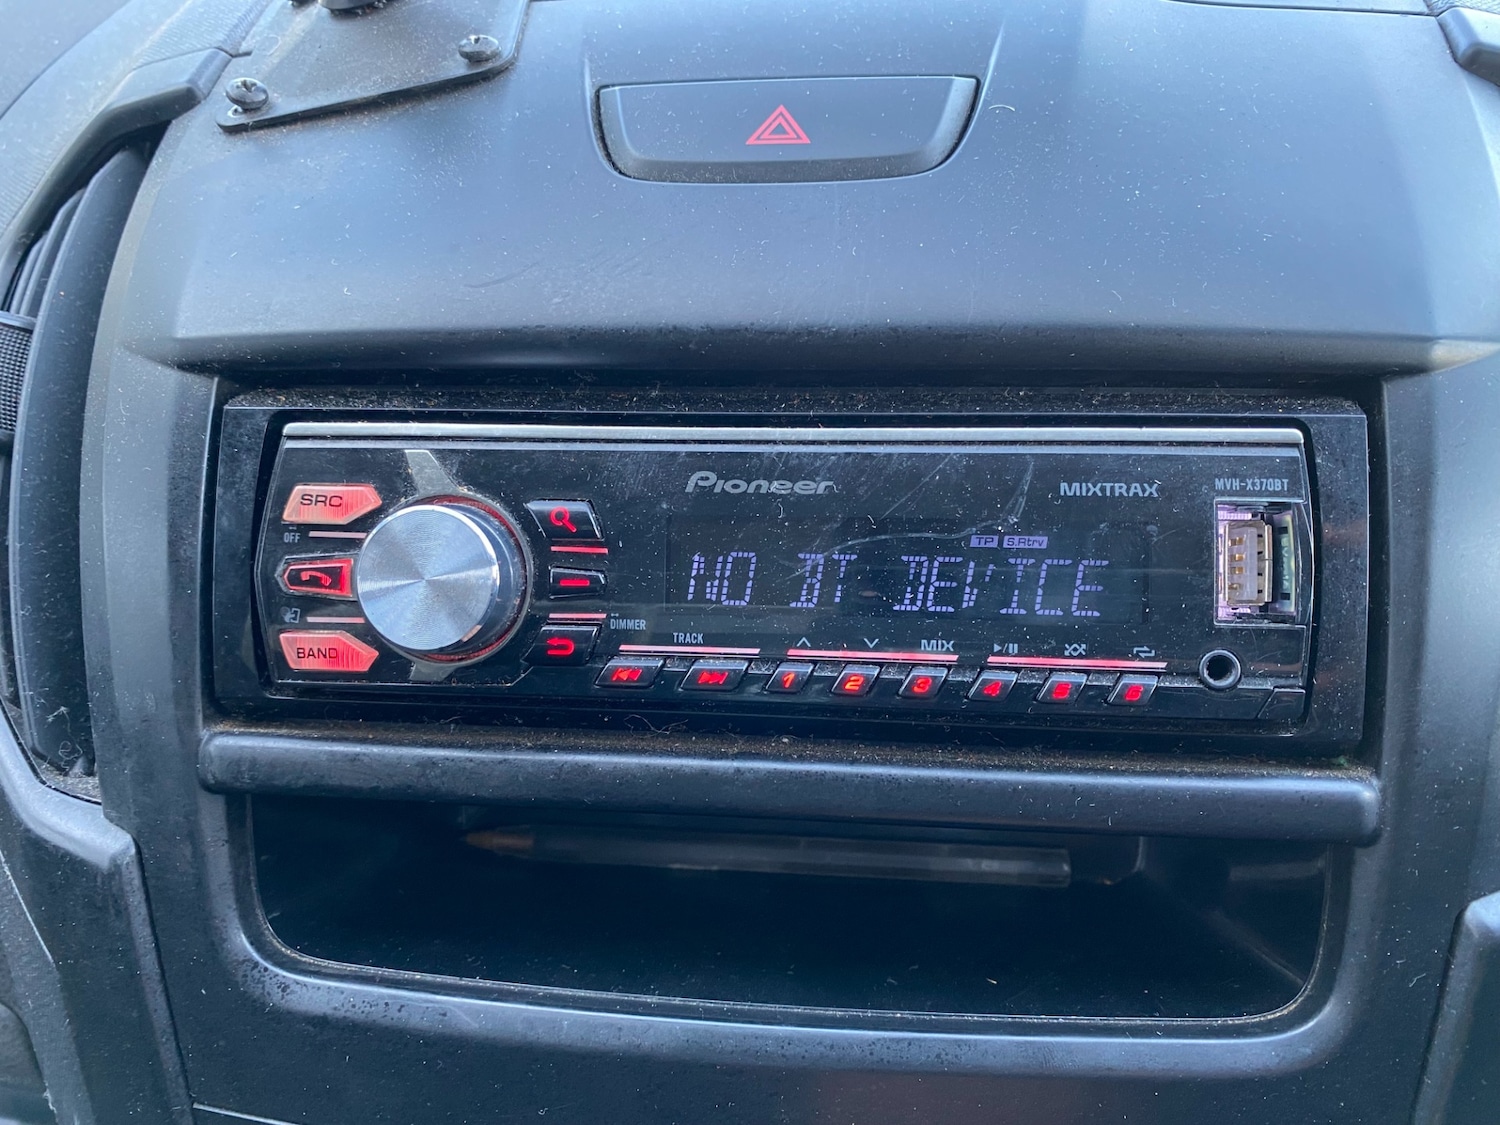 Pioneer
MIXTRAX
MVH-X370BT
SRC
OFF
TP S.Rtrv
NO BT DEVICE
DIMMER
BAND
TRACK
MIX
1 2 3 4 5 6